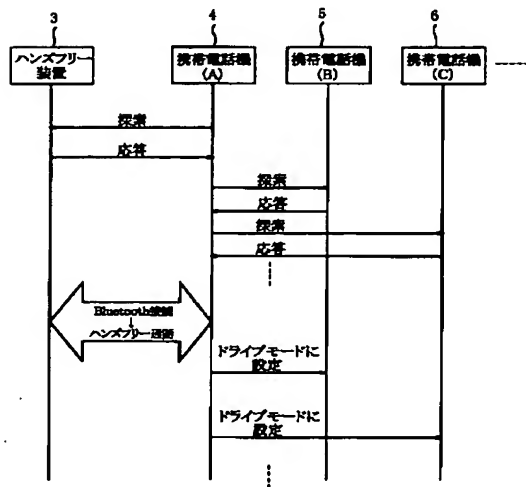 3
4
5
6
ハンズフリー
装置
携帯電話機
(A)
携帯電話機
(B)
携帯電話機
(C)
探索
応答
探索
応答
探索
応答
Bluetooth接続
↓
ハンズフリー通話
ドライブモードに
設定
ドライブモードに
設定